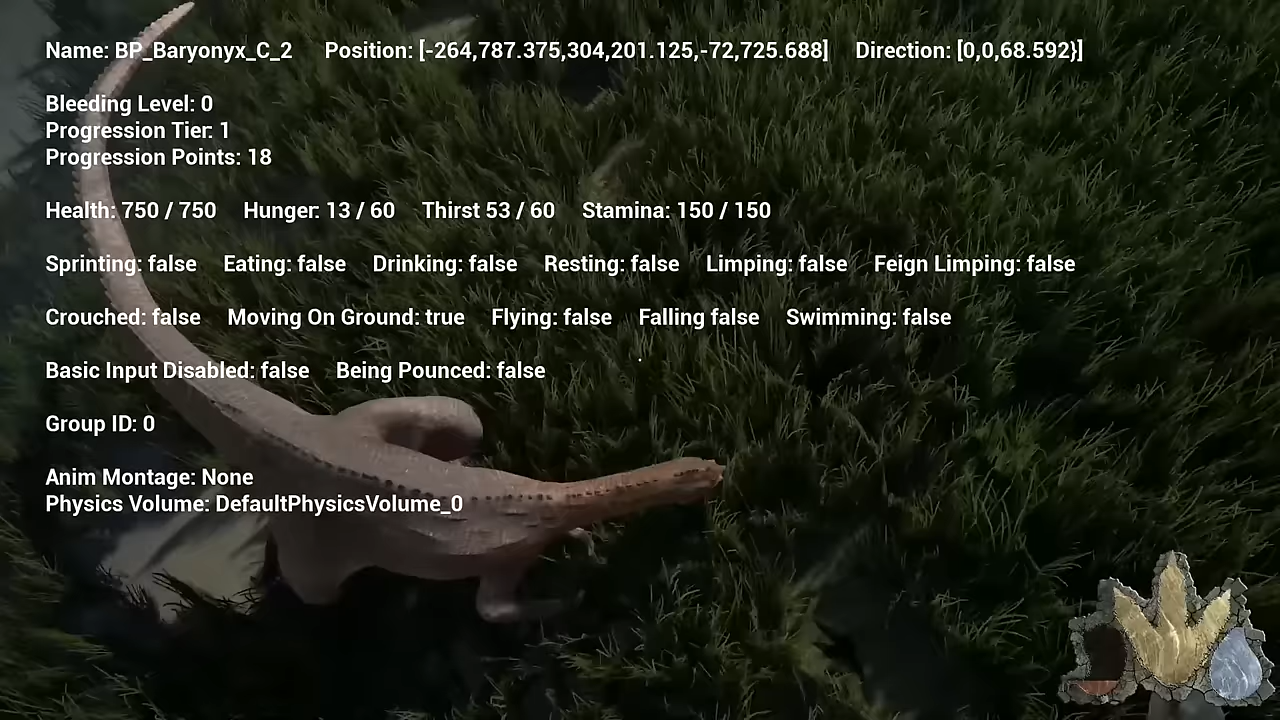 Name: BP_Baryonyx_C_2 Position: [-264,787.375,304,201.125,-72,725.688] Direction: [0,0,68.592}]
Bleeding Level: 0
Progression Tier: 1
Progression Points: 18
Health: 750 / 750 Hunger: 13 / 60 Thirst 53 / 60 Stamina: 150 / 150
Sprinting: false Eating: false Drinking: false Resting: false Limping: false Feign Limping: false
Crouched: false Moving On Ground: true Flying: false Falling false Swimming: false
Basic Input Disabled: false Being Pounced: false
Group ID: 0
Anim Montage: None
Physics Volume: DefaultPhysicsVolume_0